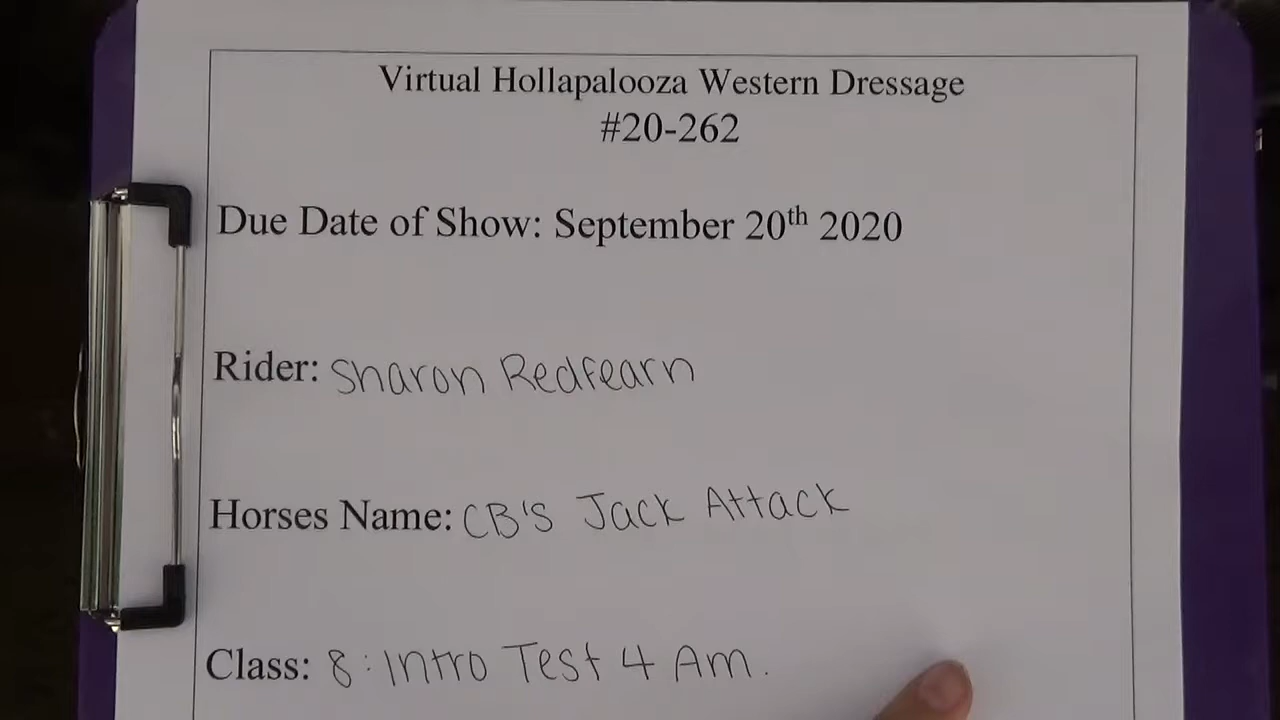 Virtual Hollapalooza Western Dressage
#20-262
Due Date of Show: September 20th 2020
Rider: Sharon Redfearn
Horses Name: CB's Jack Attack
Class: 8: Intro Test 4 Am.